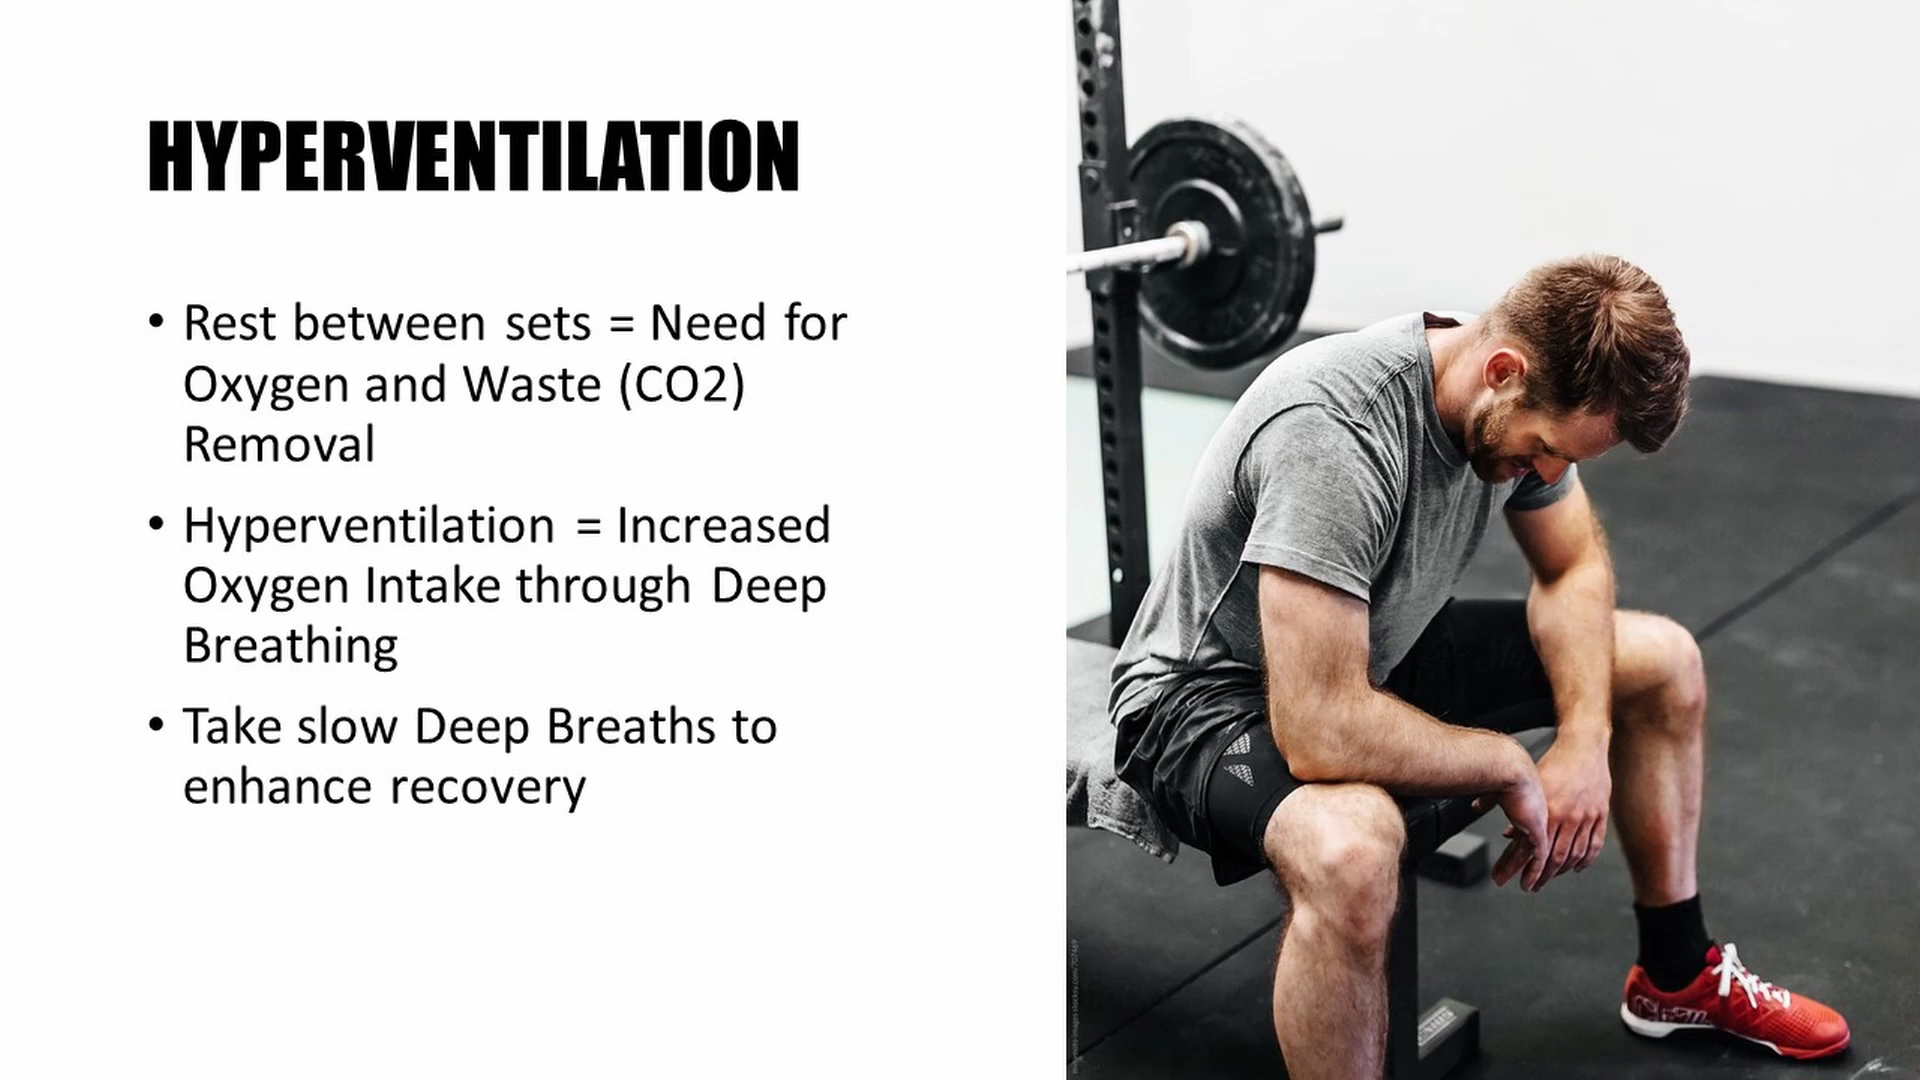 HYPERVENTILATION
• Rest between sets = Need for
Oxygen and Waste (CO2)
Removal
• Hyperventilation = Increased
Oxygen Intake through Deep
Breathing
• Take slow Deep Breaths to
enhance recovery